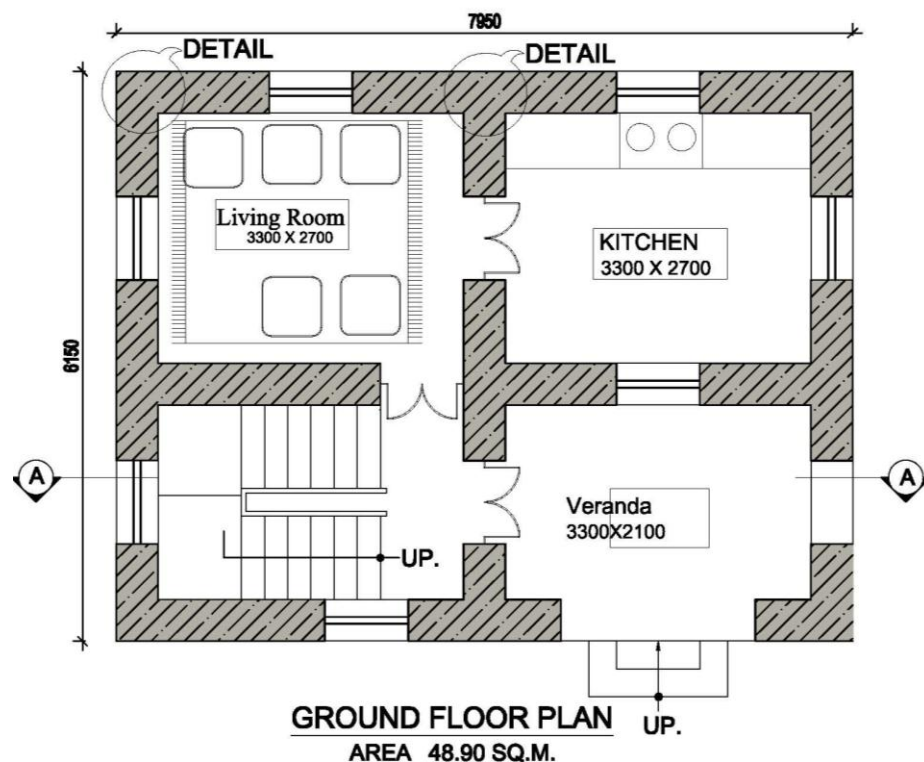 7950
DETAIL
DETAIL
Living Room
3300 X 2700
KITCHEN
3300 X 2700
6150
A
A
Veranda
3300X2100
UP.
UP.
GROUND FLOOR PLAN
AREA 48.90 SQ.M.